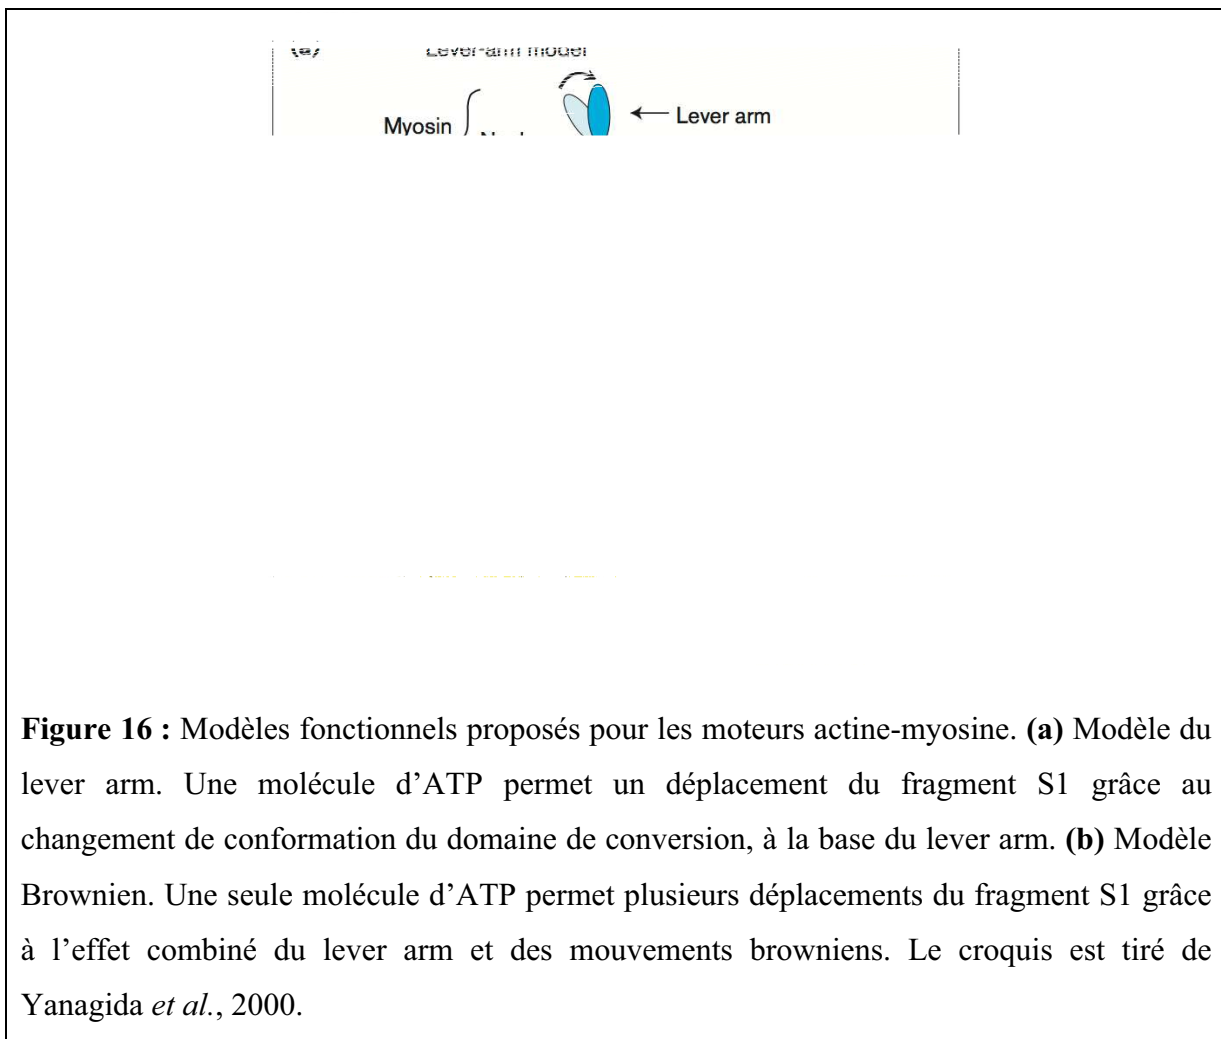 (a) Lever-arm model
Myosin
Lever arm
Figure 16 : Modèles fonctionnels proposés pour les moteurs actine-myosine. (a) Modèle du
lever arm. Une molécule d’ATP permet un déplacement du fragment S1 grâce au
changement de conformation du domaine de conversion, à la base du lever arm. (b) Modèle
Brownien. Une seule molécule d’ATP permet plusieurs déplacements du fragment S1 grâce
à l’effet combiné du lever arm et des mouvements browniens. Le croquis est tiré de
Yanagida et al., 2000.